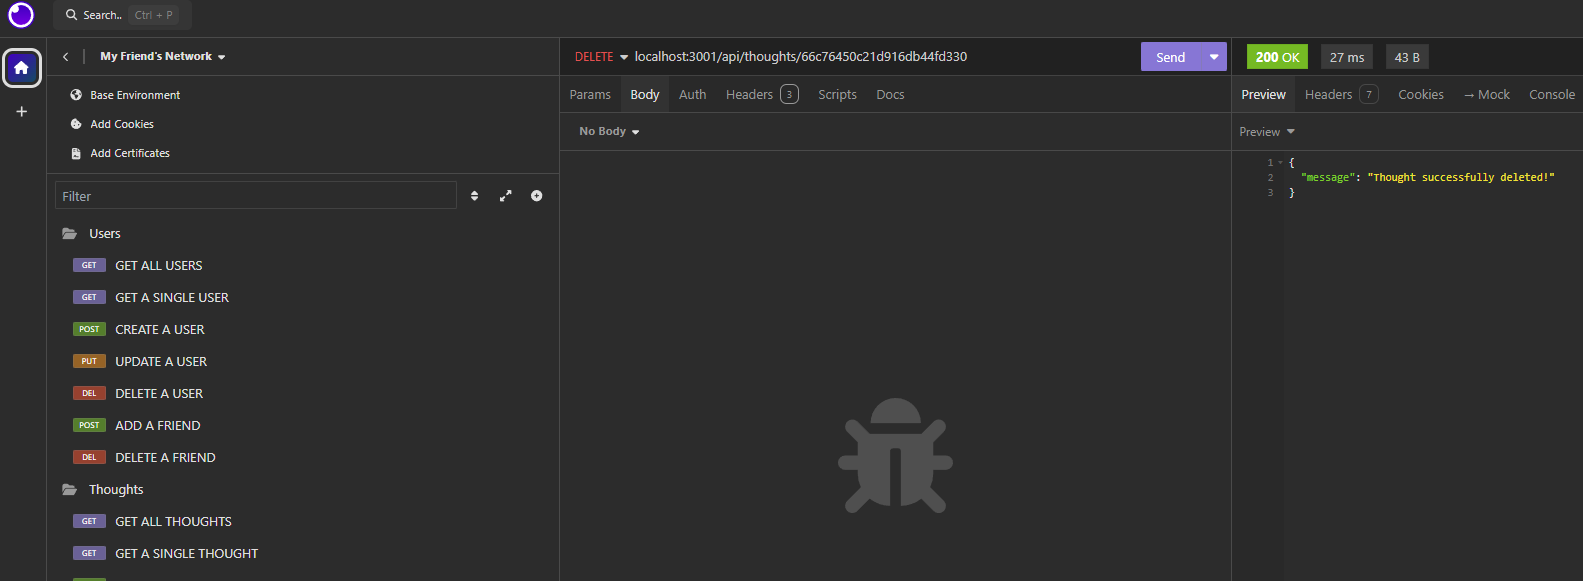 Search.. Ctrl + P
My Friend's Network
DELETE localhost:3001/api/thoughts/66c76450c21d916db44fd330 Send 200 OK 27 ms 43 B
Base Environment
Add Cookies
Add Certificates
Params Body Auth Headers 3 Scripts Docs
Preview Headers 7 Cookies → Mock Console
No Body
Preview
1 {
2 "message": "Thought successfully deleted!"
3 }
Filter
Users
GET GET ALL USERS
GET GET A SINGLE USER
POST CREATE A USER
PUT UPDATE A USER
DEL DELETE A USER
POST ADD A FRIEND
DEL DELETE A FRIEND
Thoughts
GET GET ALL THOUGHTS
GET GET A SINGLE THOUGHT